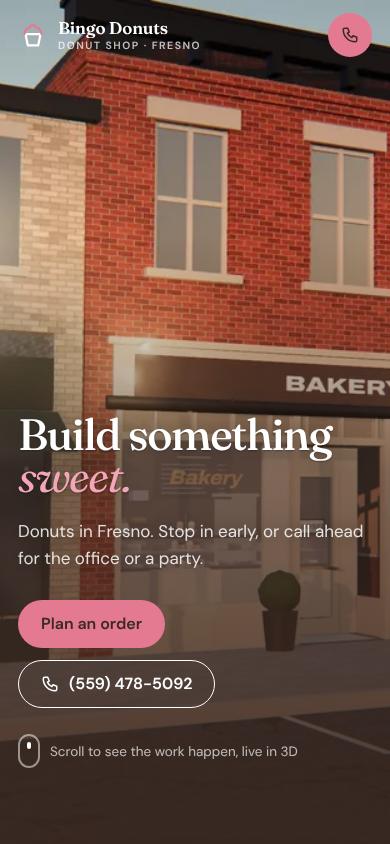 Bingo Donuts
DONUT SHOP · FRESNO
BAKERY
Build something
sweet.
Bakery
Donuts in Fresno. Stop in early, or call ahead
for the office or a party.
Plan an order
(559) 478-5092
Scroll to see the work happen, live in 3D